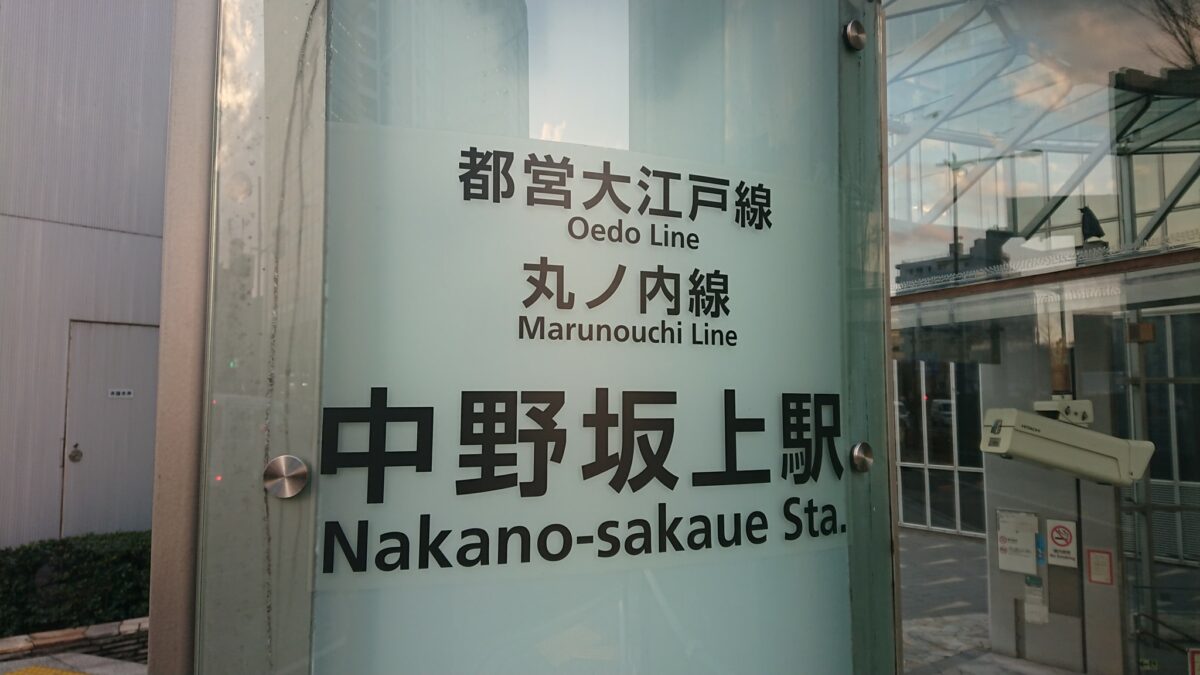 都営大江戸線
Oedo Line
丸ノ内線
Marunouchi Line
中野坂上駅
Nakano-sakaue Sta.
HITACHI